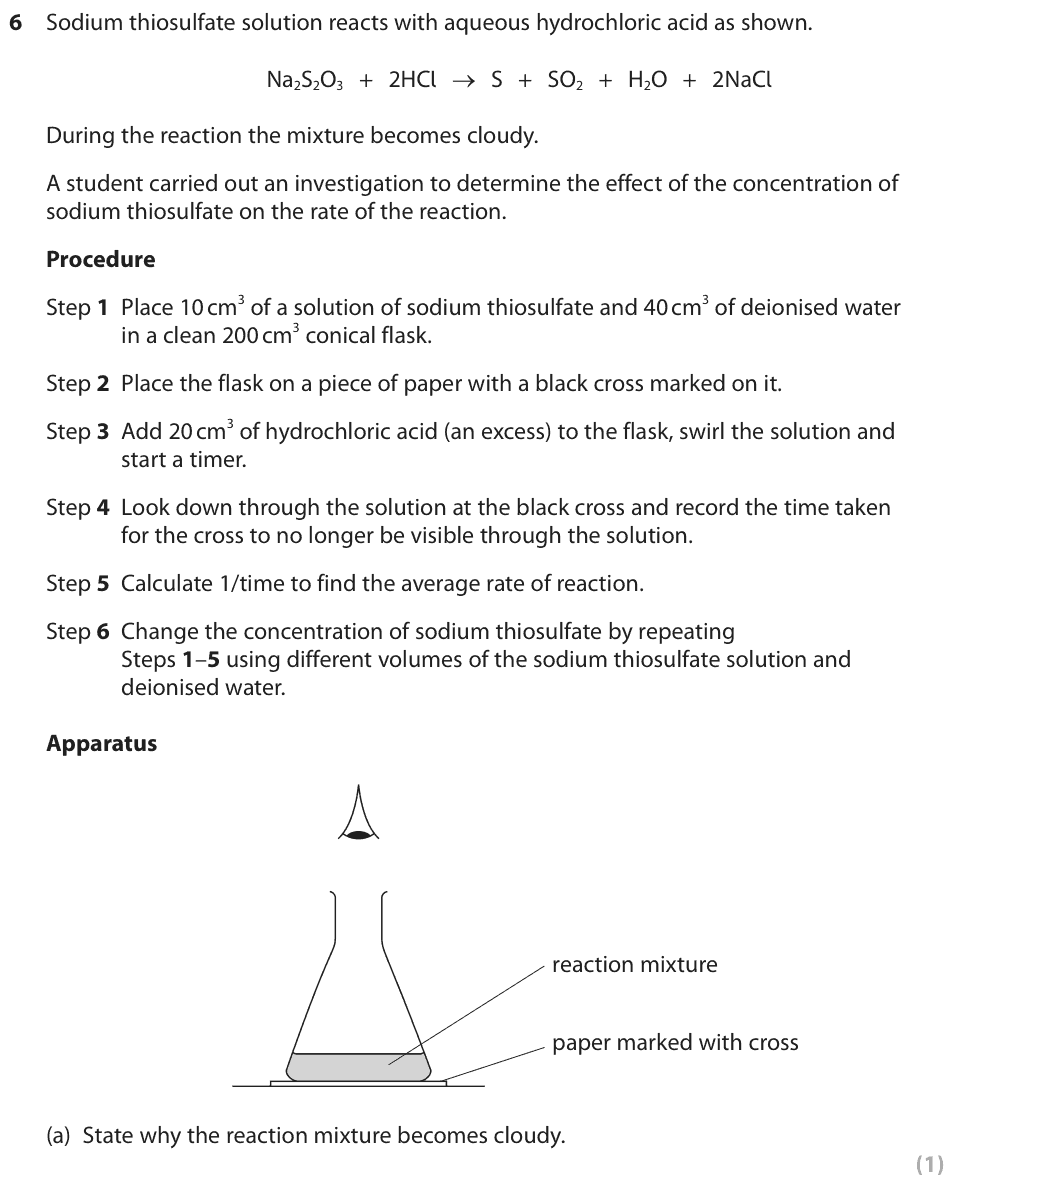 6 Sodium thiosulfate solution reacts with aqueous hydrochloric acid as shown.
Na₂S₂O₃ + 2HCl → S + SO₂ + H₂O + 2NaCl
During the reaction the mixture becomes cloudy.
A student carried out an investigation to determine the effect of the concentration of
sodium thiosulfate on the rate of the reaction.
Procedure
Step 1 Place 10 cm³ of a solution of sodium thiosulfate and 40 cm³ of deionised water
in a clean 200 cm³ conical flask.
Step 2 Place the flask on a piece of paper with a black cross marked on it.
Step 3 Add 20 cm³ of hydrochloric acid (an excess) to the flask, swirl the solution and
start a timer.
Step 4 Look down through the solution at the black cross and record the time taken
for the cross to no longer be visible through the solution.
Step 5 Calculate 1/time to find the average rate of reaction.
Step 6 Change the concentration of sodium thiosulfate by repeating
Steps 1–5 using different volumes of the sodium thiosulfate solution and
deionised water.
Apparatus
reaction mixture
paper marked with cross
(a) State why the reaction mixture becomes cloudy.
(1)